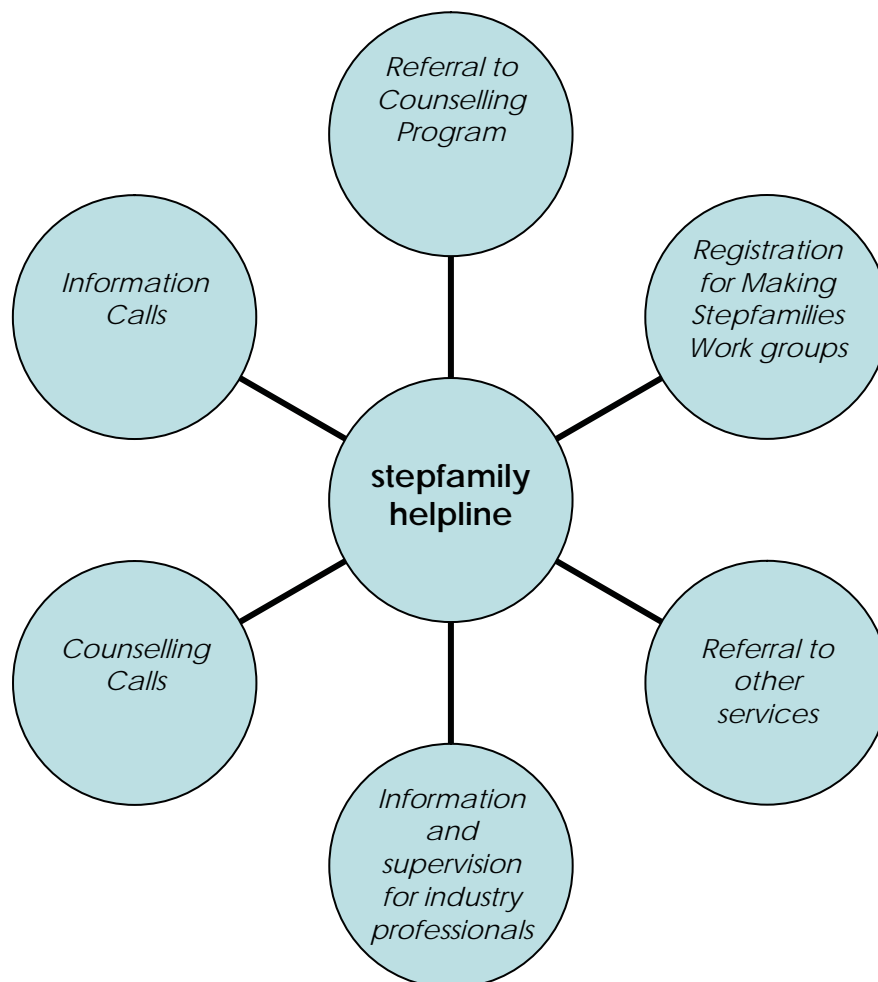 Referral to
Counselling
Program
Information
Calls
Registration
for Making
Stepfamilies
Work groups
stepfamily
helpline
Counselling
Calls
Referral to
other
services
Information
and
supervision
for industry
professionals